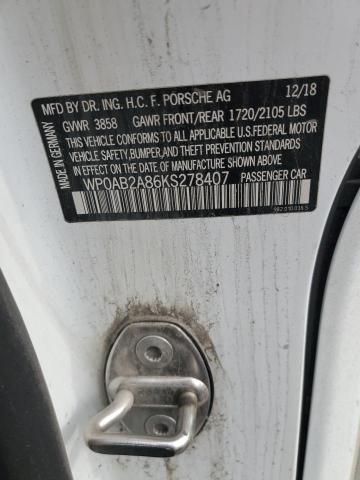 MFD BY DR. ING. H.C. F. PORSCHE AG 12/18
GVWR 3858 GAWR FRONT/REAR 1720/2105 LBS
THIS VEHICLE CONFORMS TO ALL APPLICABLE U.S.FEDERAL MOTOR
VEHICLE SAFETY,BUMPER,AND THEFT PREVENTION STANDARDS IN
EFFECT ON THE DATE OF MANUFACTURE SHOWN ABOVE
WP0AB2A86KS278407 PASSENGER CAR
MADE IN GERMANY